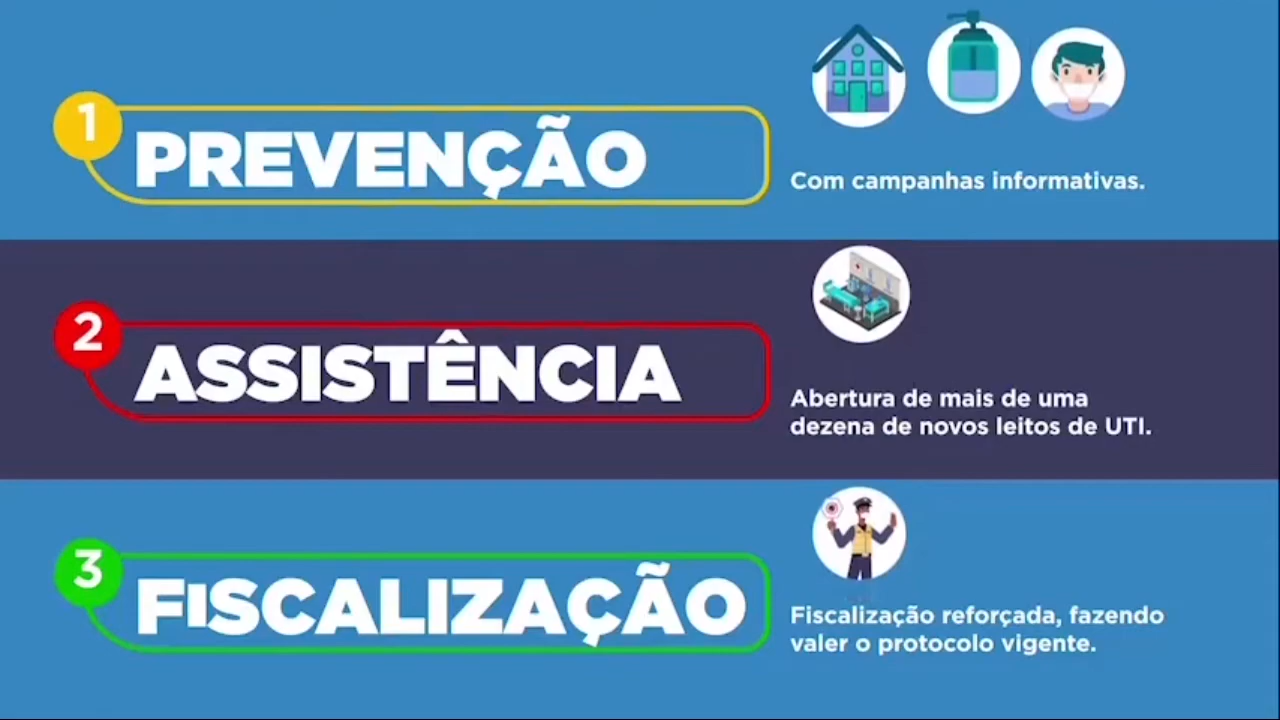 1
PREVENÇÃO
Com campanhas informativas.
2
ASSISTÊNCIA
Abertura de mais de uma
dezena de novos leitos de UTI.
3
FISCALIZAÇÃO
Fiscalização reforçada, fazendo
valer o protocolo vigente.